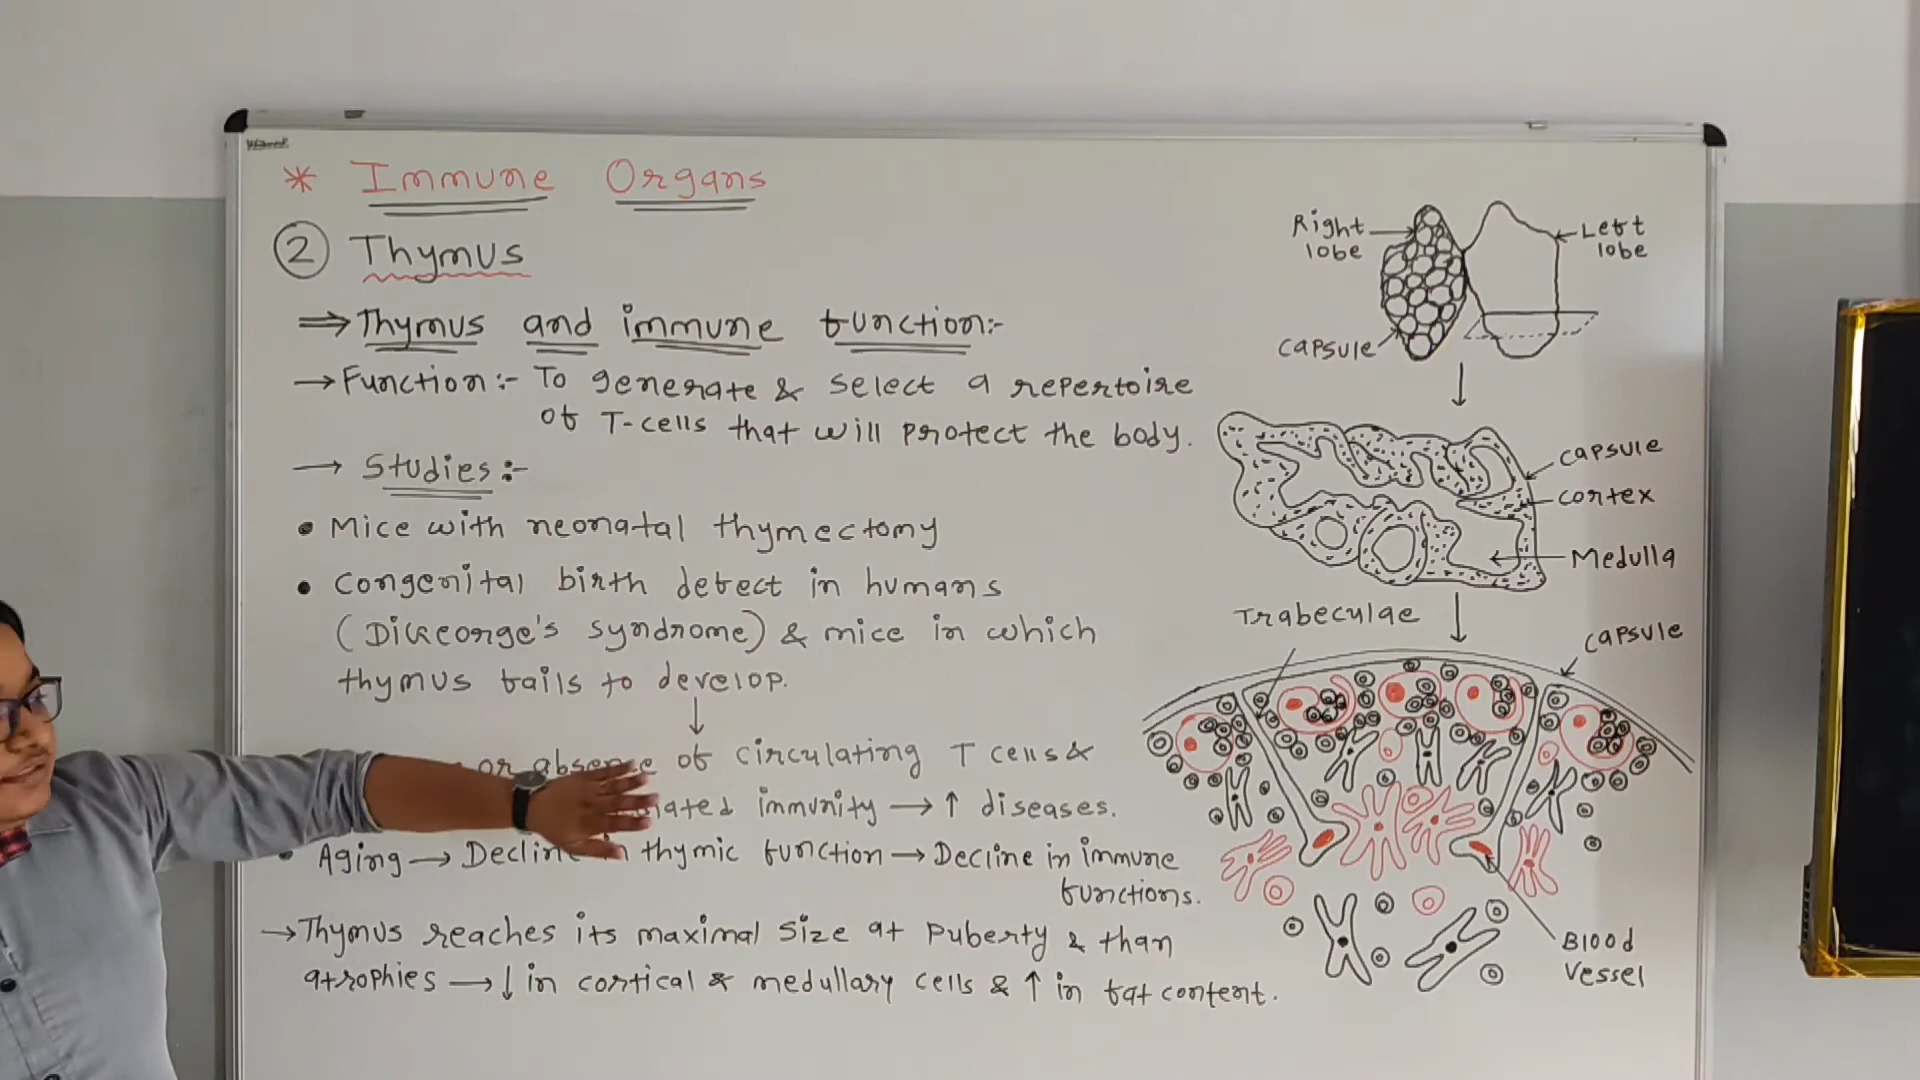 * Immune Organs
② Thymus
⇒ Thymus and immune function:-
→ Function:- To generate & select a repertoire
of T-cells that will protect the body.
→ Studies:-
• Mice with neonatal thymectomy
• Congenital birth defect in humans
(DiGeorge's syndrome) & mice in which
thymus fails to develop.
↓
or absence of circulating T cells &
immunity → ↑ diseases.
• Aging → Decline in thymic function → Decline in immune
functions.
→ Thymus reaches its maximal size at puberty & than
atrophies → ↓ in cortical & medullary cells & ↑ in fat content.
Right
lobe
Left
lobe
capsule
↓
capsule
cortex
Medulla
↓
Trabeculae
capsule
Blood
vessel